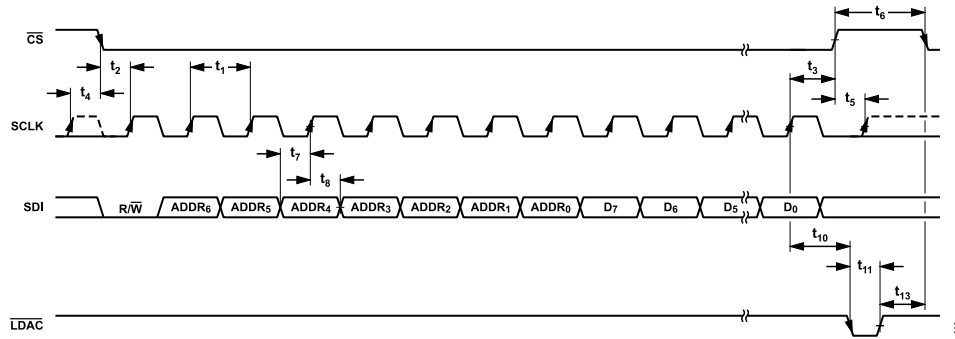 t6
CS
t2
t1
t3
t4
t5
SCLK
t7
t8
SDI
R/W
ADDR6
ADDR5
ADDR4
ADDR3
ADDR2
ADDR1
ADDR0
D7
D6
D5
D0
t10
t11
t13
LDAC